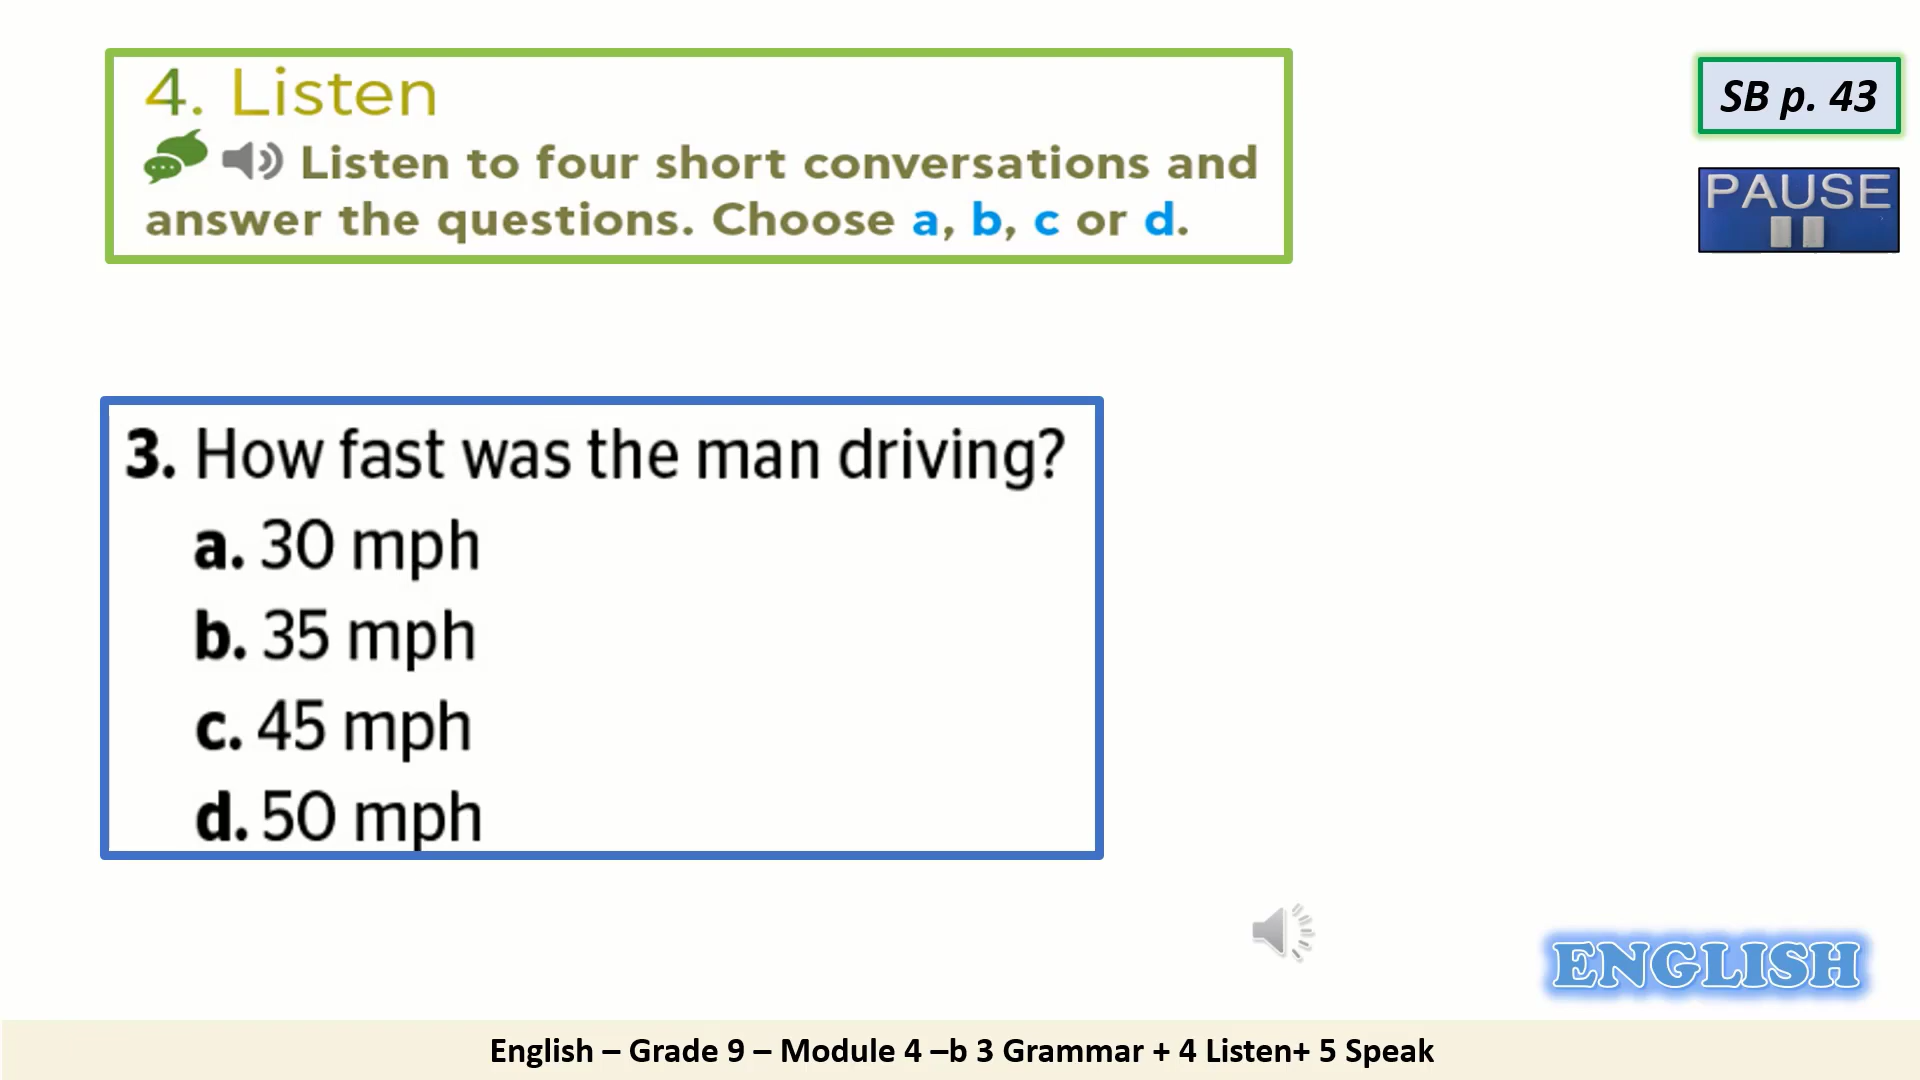 4. Listen
Listen to four short conversations and
answer the questions. Choose a, b, c or d.
SB p. 43
PAUSE
3. How fast was the man driving?
a. 30 mph
b. 35 mph
c. 45 mph
d. 50 mph
ENGLISH
English – Grade 9 – Module 4 –b 3 Grammar + 4 Listen+ 5 Speak